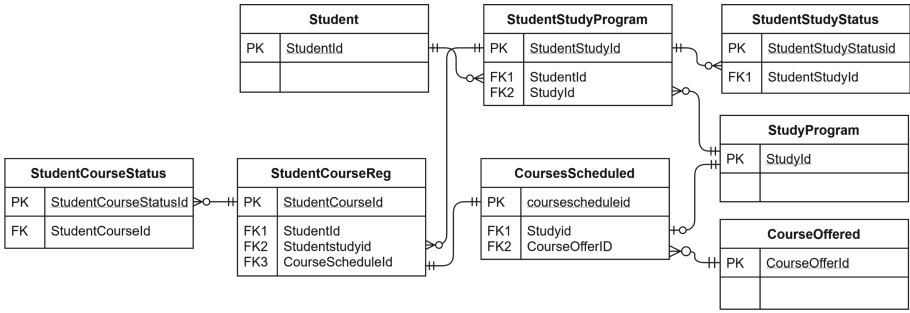 Student
PK StudentId
StudentStudyProgram
PK StudentStudyId
FK1 StudentId
FK2 StudyId
StudentStudyStatus
PK StudentStudyStatusid
FK1 StudentStudyId
StudyProgram
PK StudyId
StudentCourseStatus
PK StudentCourseStatusId
FK StudentCourseId
StudentCourseReg
PK StudentCourseId
FK1 StudentId
FK2 Studentstudyid
FK3 CourseScheduleId
CoursesScheduled
PK coursescheduleid
FK1 Studyid
FK2 CourseOfferID
CourseOffered
PK CourseOfferId